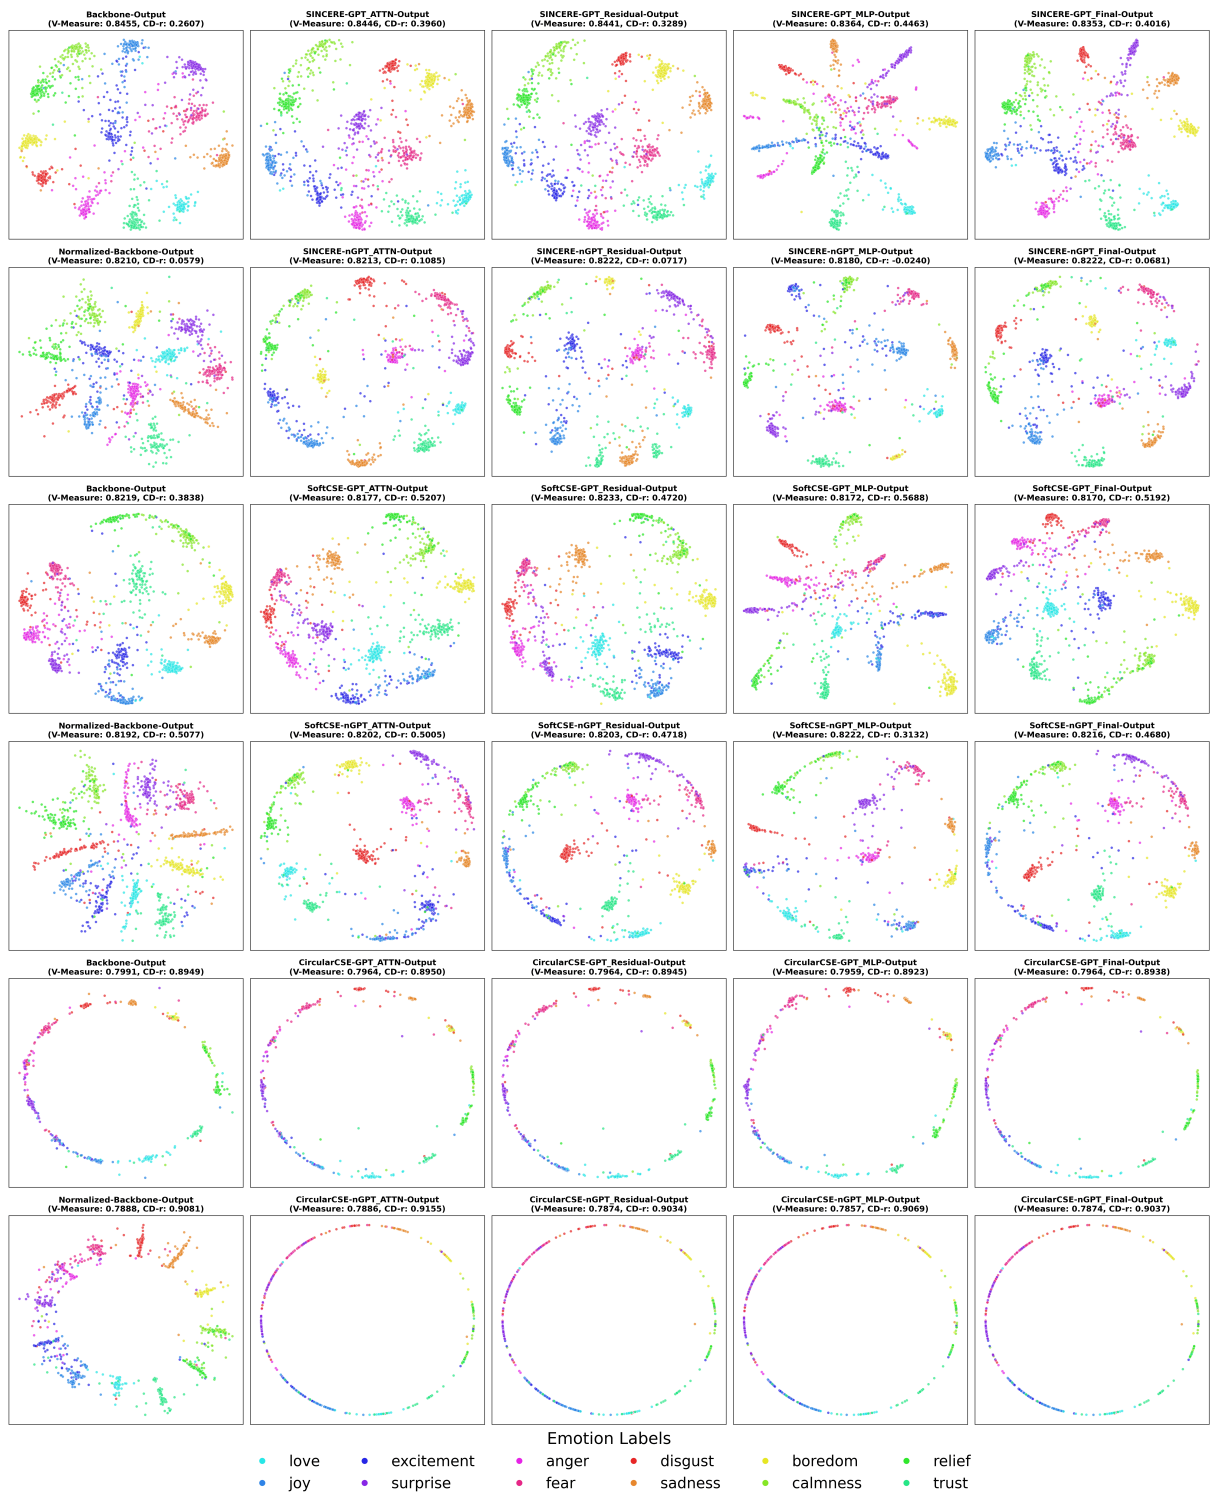 Backbone-Output
(V-Measure: 0.8455, CD-r: 0.2607)
SINCERE-GPT_ATTN-Output
(V-Measure: 0.8446, CD-r: 0.3960)
SINCERE-GPT_Residual-Output
(V-Measure: 0.8441, CD-r: 0.3289)
SINCERE-GPT_MLP-Output
(V-Measure: 0.8364, CD-r: 0.4463)
SINCERE-GPT_Final-Output
(V-Measure: 0.8353, CD-r: 0.4016)
Normalized-Backbone-Output
(V-Measure: 0.8210, CD-r: 0.0579)
SINCERE-nGPT_ATTN-Output
(V-Measure: 0.8213, CD-r: 0.1085)
SINCERE-nGPT_Residual-Output
(V-Measure: 0.8222, CD-r: 0.0717)
SINCERE-nGPT_MLP-Output
(V-Measure: 0.8180, CD-r: -0.0240)
SINCERE-nGPT_Final-Output
(V-Measure: 0.8222, CD-r: 0.0681)
Backbone-Output
(V-Measure: 0.8219, CD-r: 0.3838)
SoftCSE-GPT_ATTN-Output
(V-Measure: 0.8177, CD-r: 0.5207)
SoftCSE-GPT_Residual-Output
(V-Measure: 0.8233, CD-r: 0.4720)
SoftCSE-GPT_MLP-Output
(V-Measure: 0.8172, CD-r: 0.5688)
SoftCSE-GPT_Final-Output
(V-Measure: 0.8170, CD-r: 0.5192)
Normalized-Backbone-Output
(V-Measure: 0.8192, CD-r: 0.5077)
SoftCSE-nGPT_ATTN-Output
(V-Measure: 0.8202, CD-r: 0.5005)
SoftCSE-nGPT_Residual-Output
(V-Measure: 0.8203, CD-r: 0.4718)
SoftCSE-nGPT_MLP-Output
(V-Measure: 0.8222, CD-r: 0.3132)
SoftCSE-nGPT_Final-Output
(V-Measure: 0.8216, CD-r: 0.4680)
Backbone-Output
(V-Measure: 0.7991, CD-r: 0.8949)
CircularCSE-GPT_ATTN-Output
(V-Measure: 0.7964, CD-r: 0.8950)
CircularCSE-GPT_Residual-Output
(V-Measure: 0.7964, CD-r: 0.8945)
CircularCSE-GPT_MLP-Output
(V-Measure: 0.7959, CD-r: 0.8923)
CircularCSE-GPT_Final-Output
(V-Measure: 0.7964, CD-r: 0.8938)
Normalized-Backbone-Output
(V-Measure: 0.7888, CD-r: 0.9081)
CircularCSE-nGPT_ATTN-Output
(V-Measure: 0.7886, CD-r: 0.9155)
CircularCSE-nGPT_Residual-Output
(V-Measure: 0.7874, CD-r: 0.9034)
CircularCSE-nGPT_MLP-Output
(V-Measure: 0.7857, CD-r: 0.9069)
CircularCSE-nGPT_Final-Output
(V-Measure: 0.7874, CD-r: 0.9037)
Emotion Labels
love excitement anger disgust boredom relief
joy surprise fear sadness calmness trust